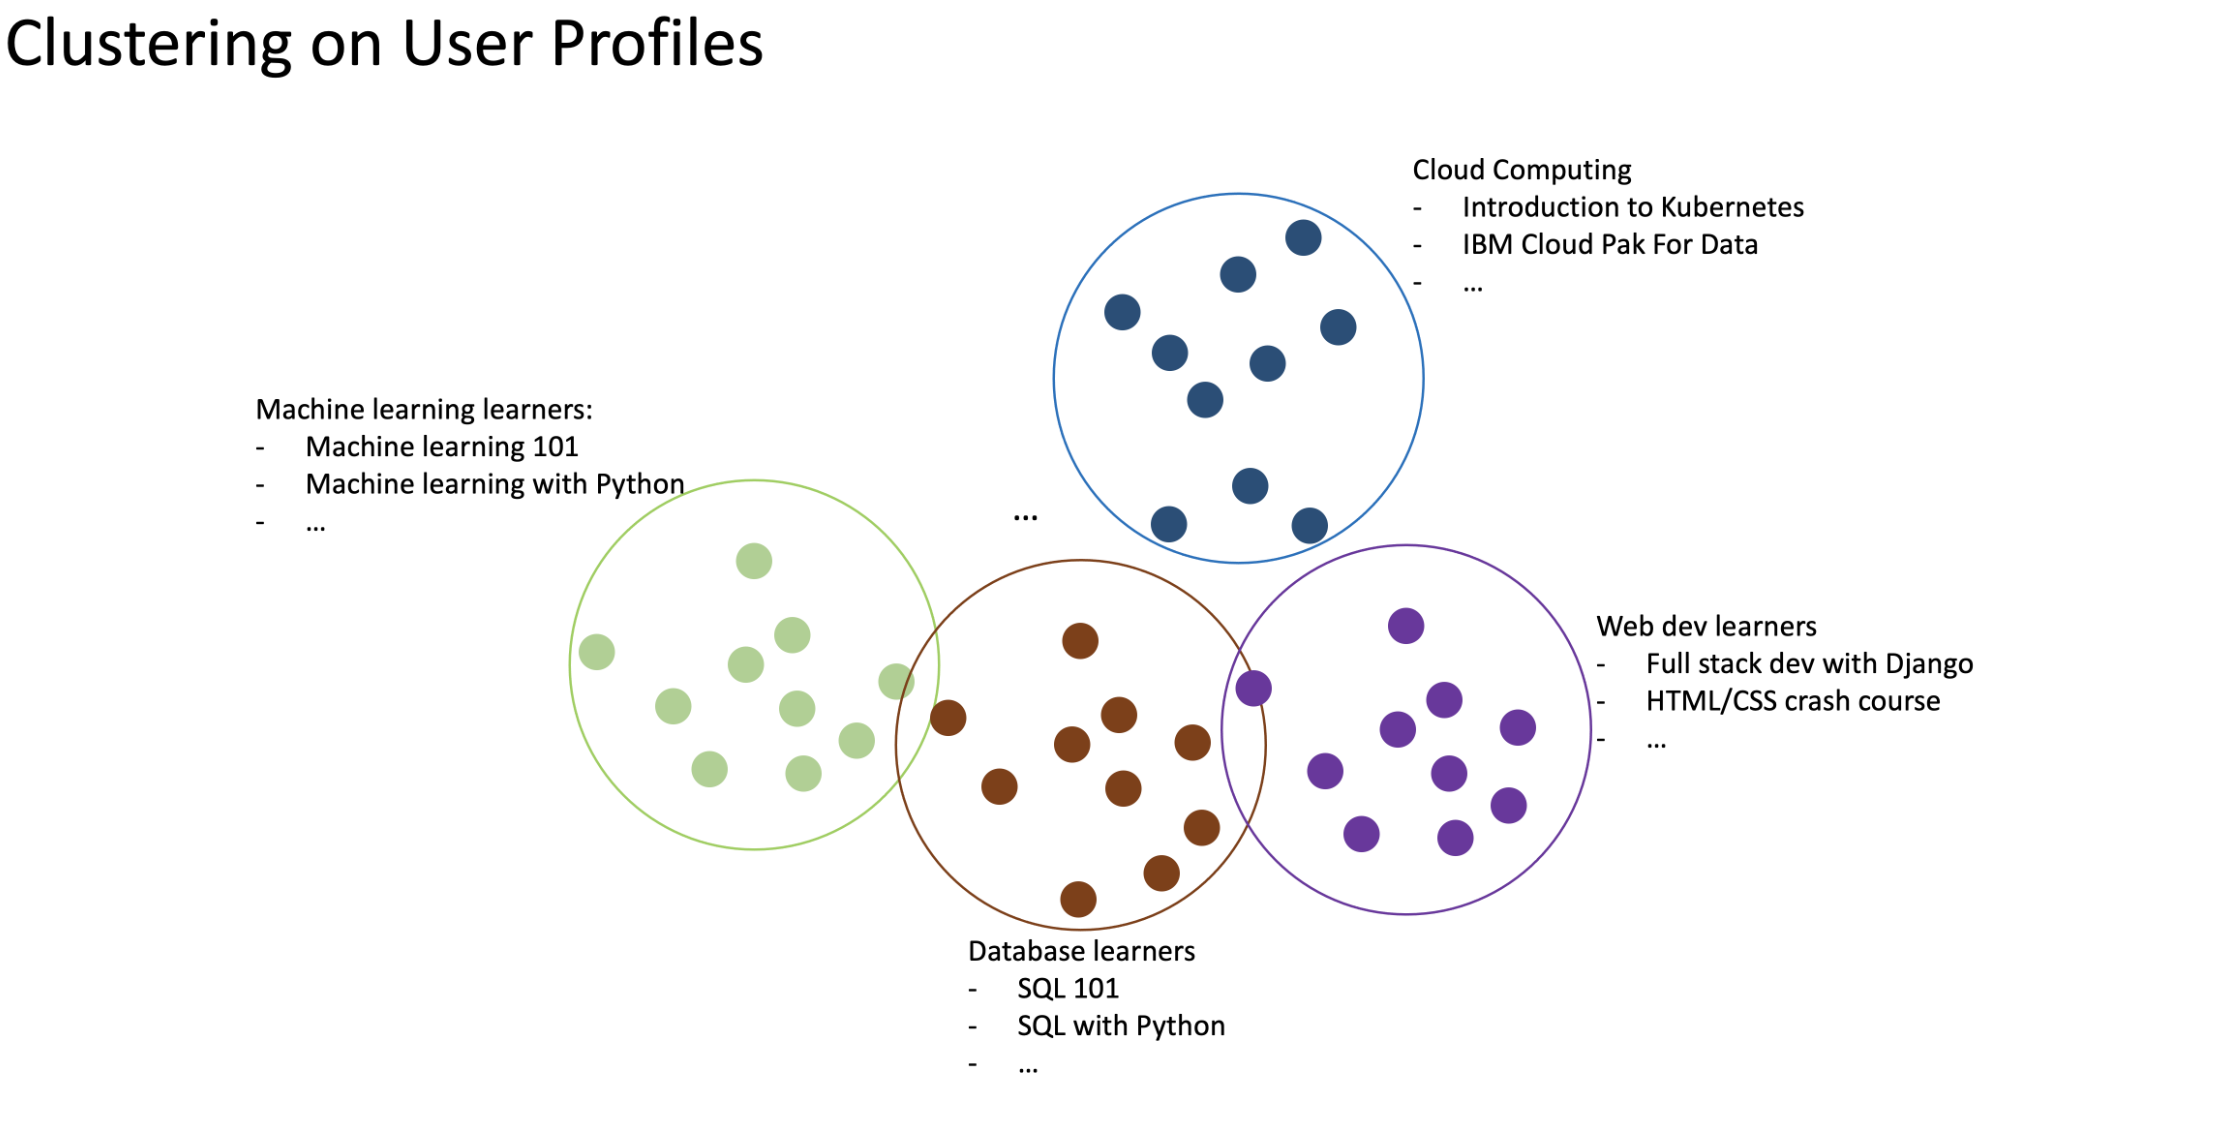 Clustering on User Profiles
Cloud Computing
- Introduction to Kubernetes
- IBM Cloud Pak For Data
- ...
Machine learning learners:
- Machine learning 101
- Machine learning with Python
- ...
...
Web dev learners
- Full stack dev with Django
- HTML/CSS crash course
- ...
Database learners
- SQL 101
- SQL with Python
- ...